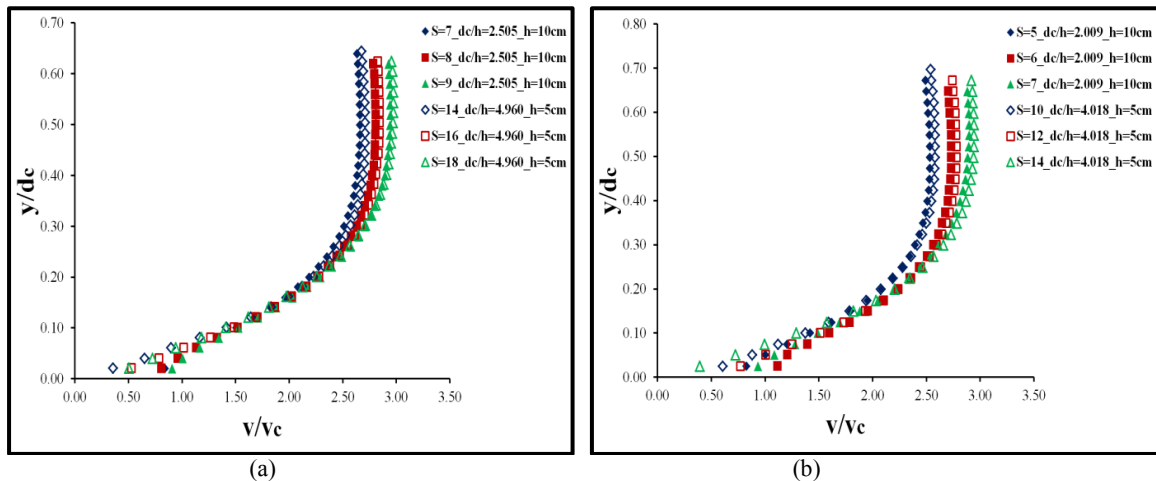 0.70
0.60
0.50
0.40
0.30
0.20
0.10
0.00
y/dc
0.00 0.50 1.00 1.50 2.00 2.50 3.00 3.50
v/vc
S=7_dc/h=2.505_h=10cm
S=8_dc/h=2.505_h=10cm
S=9_dc/h=2.505_h=10cm
S=14_dc/h=4.960_h=5cm
S=16_dc/h=4.960_h=5cm
S=18_dc/h=4.960_h=5cm
(a)
0.80
0.70
0.60
0.50
0.40
0.30
0.20
0.10
0.00
y/dc
0.00 0.50 1.00 1.50 2.00 2.50 3.00 3.50
v/vc
S=5_dc/h=2.009_h=10cm
S=6_dc/h=2.009_h=10cm
S=7_dc/h=2.009_h=10cm
S=10_dc/h=4.018_h=5cm
S=12_dc/h=4.018_h=5cm
S=14_dc/h=4.018_h=5cm
(b)